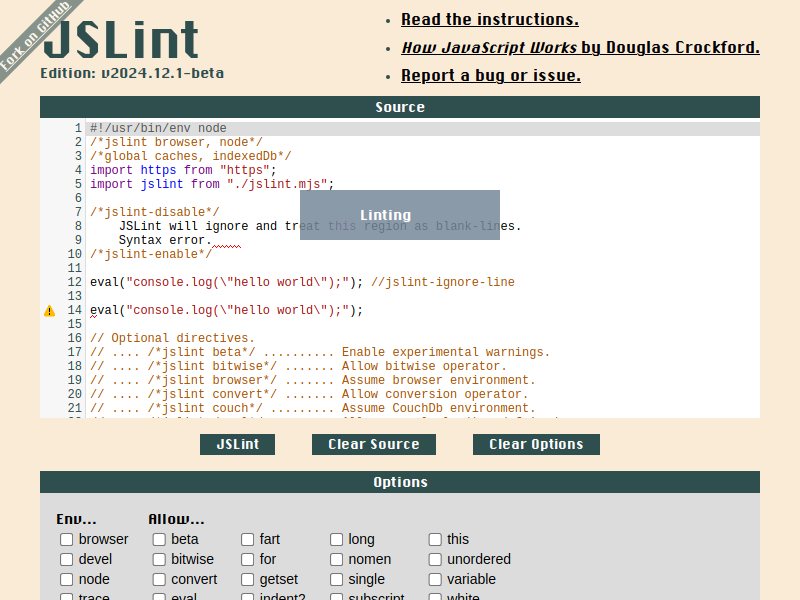 Fork on GitHub
JSLint
Edition: v2024.12.1-beta
Read the instructions.
How JavaScript Works by Douglas Crockford.
Report a bug or issue.
Source
1 #!/usr/bin/env node
2 /*jslint browser, node*/
3 /*global caches, indexedDb*/
4 import https from "https";
5 import jslint from "./jslint.mjs";
6
7 /*jslint-disable*/
8 JSLint will ignore and treat this region as blank-lines.
9 Syntax error.
10 /*jslint-enable*/
11
12 eval("console.log(\"hello world\");"); //jslint-ignore-line
13
14 eval("console.log(\"hello world\");");
15
16 // Optional directives.
17 // .... /*jslint beta*/ .......... Enable experimental warnings.
18 // .... /*jslint bitwise*/ ....... Allow bitwise operator.
19 // .... /*jslint browser*/ ....... Assume browser environment.
20 // .... /*jslint convert*/ ....... Allow conversion operator.
21 // .... /*jslint couch*/ ......... Assume CouchDb environment.
Linting
JSLint Clear Source Clear Options
Options
Env... Allow...
browser beta fart long this
devel bitwise for nomen unordered
node convert getset single variable
trace eval indent2 subscript white